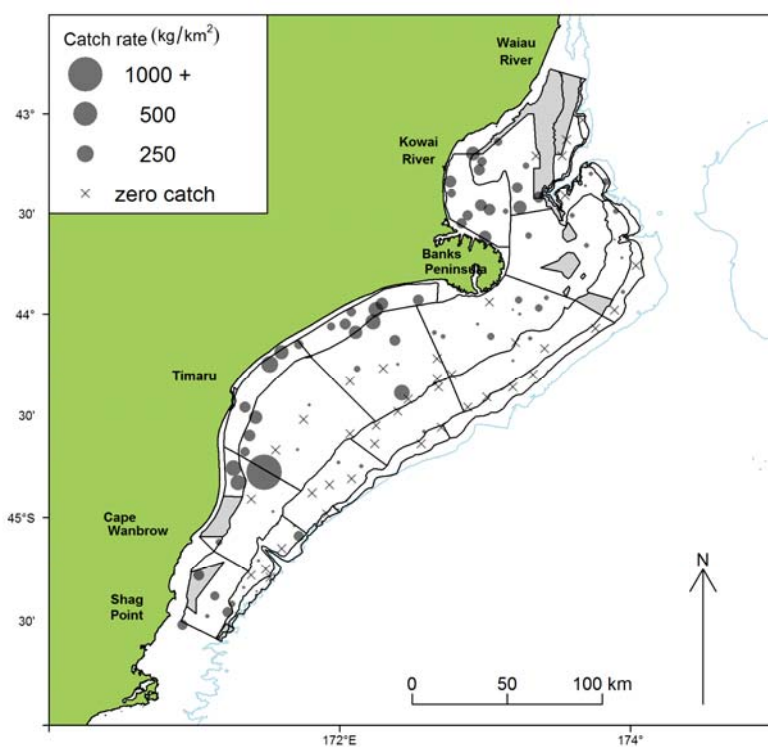 Catch rate (kg/km²)
1000 +
500
250
zero catch
Waiau
River
43°
Kowai
River
30'
Banks
Peninsula
44°
Timaru
30'
Cape
Wanbrow
45°S
Shag
Point
30'
N
0 50 100 km
172°E 174°